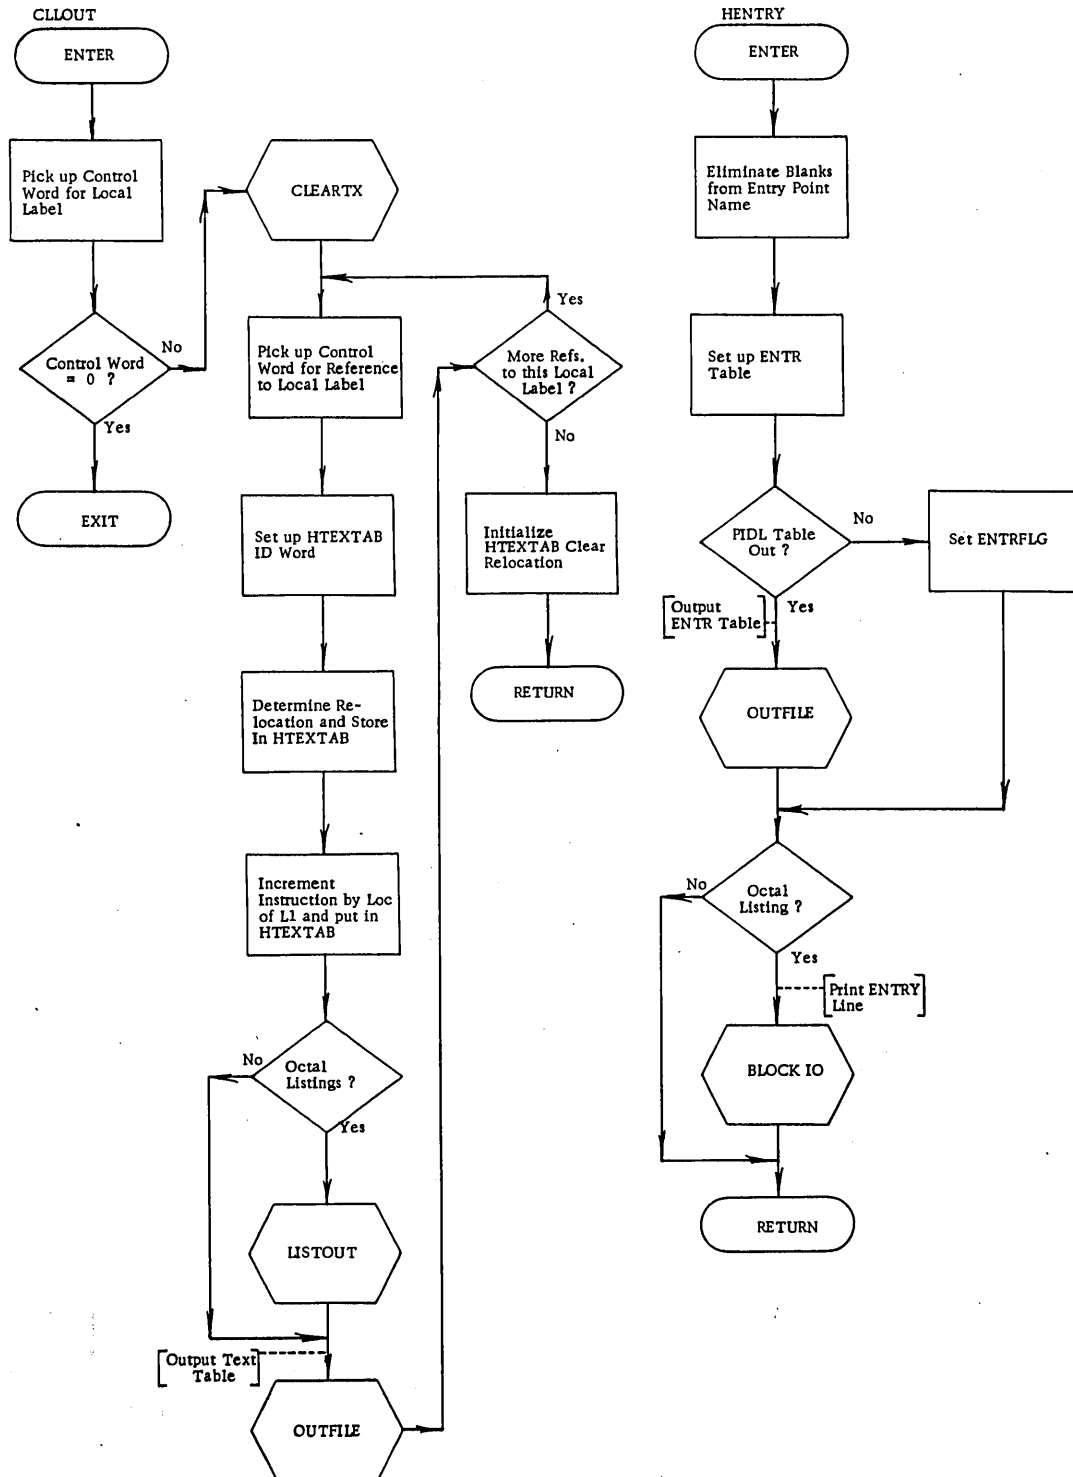 CLLOUT
ENTER
Pick up Control
Word for Local
Label
Control Word
= 0 ?
No
Yes
EXIT
CLEARTX
Pick up Control
Word for Reference
to Local Label
Set up HTEXTAB
ID Word
Determine Re-
location and Store
In HTEXTAB
Increment
Instruction by Loc
of L1 and put in
HTEXTAB
Octal
Listings ?
No
Yes
LISTOUT
[Output Text
Table]
OUTFILE
More Refs.
to this Local
Label ?
Yes
No
Initialize
HTEXTAB Clear
Relocation
RETURN
HENTRY
ENTER
Eliminate Blanks
from Entry Point
Name
Set up ENTR
Table
PIDL Table
Out ?
No
Yes
Set ENTRFLG
[Output
ENTR Table]
OUTFILE
Octal
Listing ?
No
Yes
[Print ENTRY
Line]
BLOCK IO
RETURN